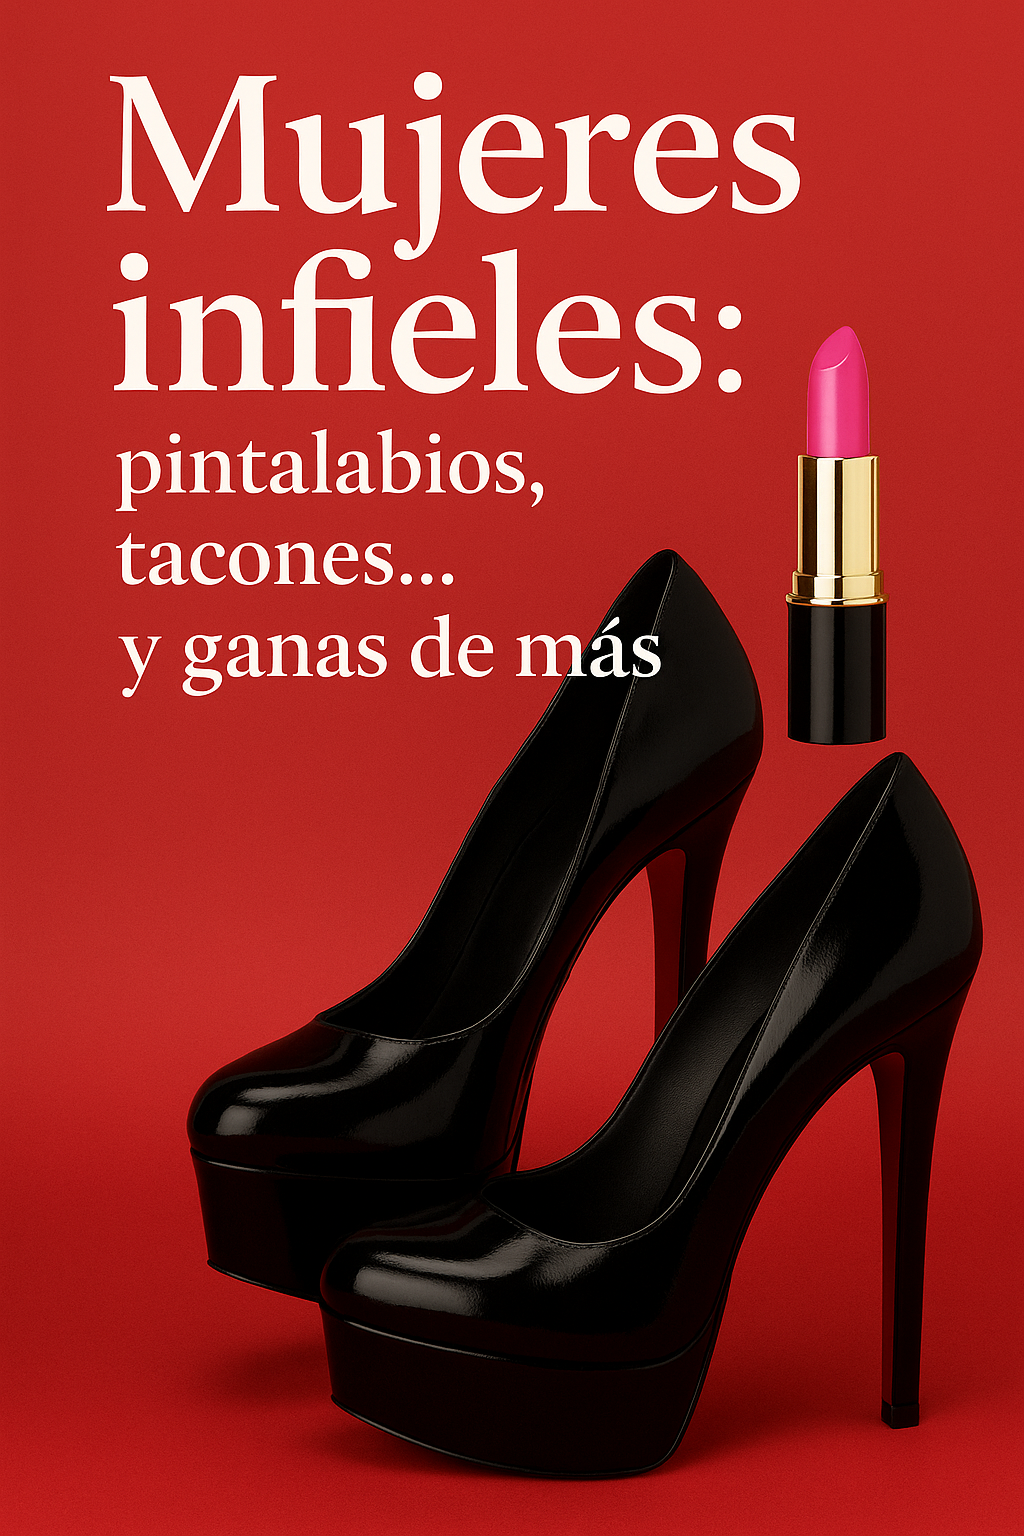 Mujeres
infieles:
pintalabios,
tacones...
y ganas de más